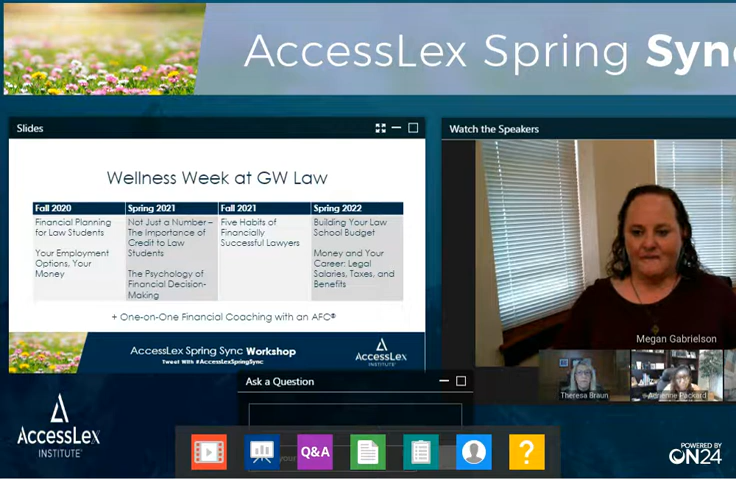 AccessLex Spring Sync
Slides
Watch the Speakers
Wellness Week at GW Law
Fall 2020
Financial Planning
for Law Students
Your Employment
Options, Your
Money
Spring 2021
Not Just a Number –
The Importance of
Credit to Law
Students
The Psychology of
Financial Decision-
Making
Fall 2021
Five Habits of
Financially
Successful Lawyers
Spring 2022
Building Your Law
School Budget
Money and Your
Career: Legal
Salaries, Taxes, and
Benefits
+ One-on-One Financial Coaching with an AFC®
AccessLex Spring Sync Workshop
Tweet With #AccessLexSpringSync
AccessLex
INSTITUTE
Megan Gabrielson
Theresa Braun
Adrienne Packard
Ask a Question
AccessLex
INSTITUTE
Q&A
?
POWERED BY
ON24